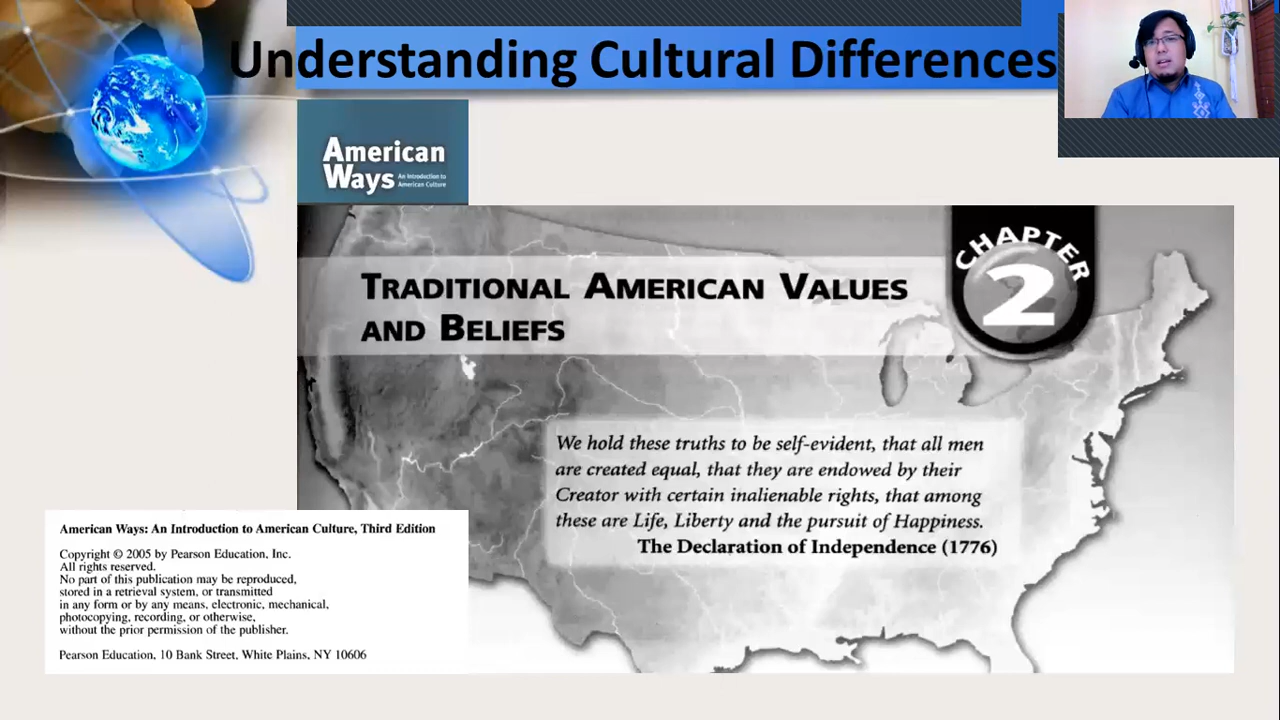 Understanding Cultural Differences
American
Ways
An Introduction to
American Culture
CHAPTER
2
TRADITIONAL AMERICAN VALUES
AND BELIEFS
We hold these truths to be self-evident, that all men
are created equal, that they are endowed by their
Creator with certain inalienable rights, that among
these are Life, Liberty and the pursuit of Happiness.
The Declaration of Independence (1776)
American Ways: An Introduction to American Culture, Third Edition
Copyright © 2005 by Pearson Education, Inc.
All rights reserved.
No part of this publication may be reproduced,
stored in a retrieval system, or transmitted
in any form or by any means, electronic, mechanical,
photocopying, recording, or otherwise,
without the prior permission of the publisher.
Pearson Education, 10 Bank Street, White Plains, NY 10606